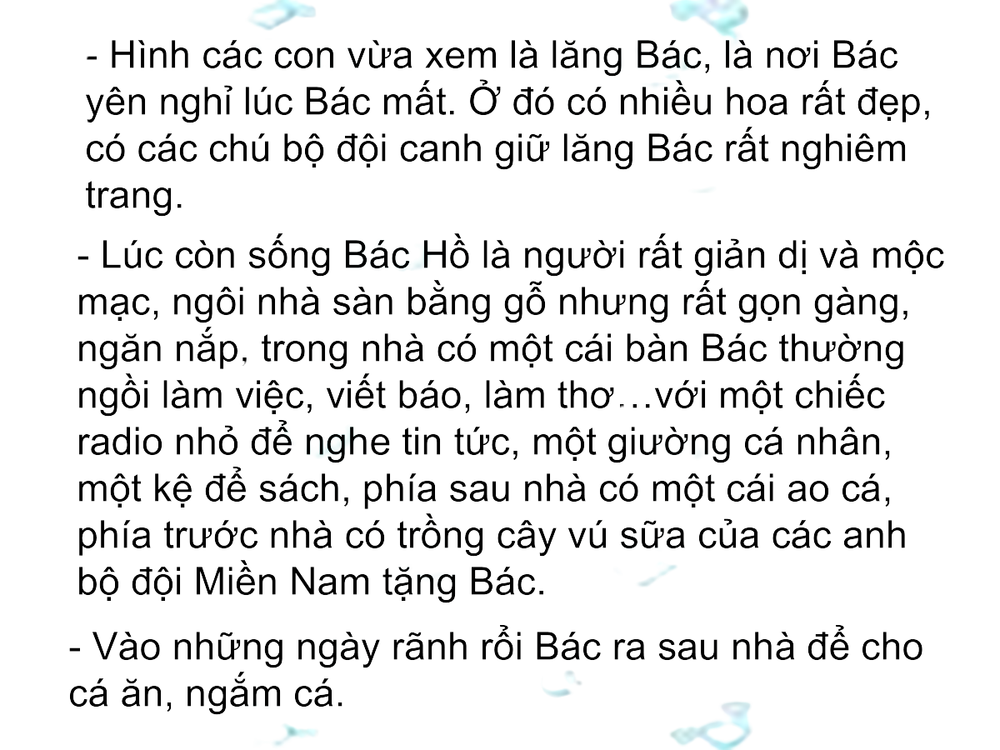 - Hình các con vừa xem là lăng Bác, là nơi Bác
yên nghỉ lúc Bác mất. Ở đó có nhiều hoa rất đẹp,
có các chú bộ đội canh giữ lăng Bác rất nghiêm
trang.
- Lúc còn sống Bác Hồ là người rất giản dị và mộc
mạc, ngôi nhà sàn bằng gỗ nhưng rất gọn gàng,
ngăn nắp, trong nhà có một cái bàn Bác thường
ngồi làm việc, viết báo, làm thơ…với một chiếc
radio nhỏ để nghe tin tức, một giường cá nhân,
một kệ để sách, phía sau nhà có một cái ao cá,
phía trước nhà có trồng cây vú sữa của các anh
bộ đội Miền Nam tặng Bác.
- Vào những ngày rãnh rổi Bác ra sau nhà để cho
cá ăn, ngắm cá.